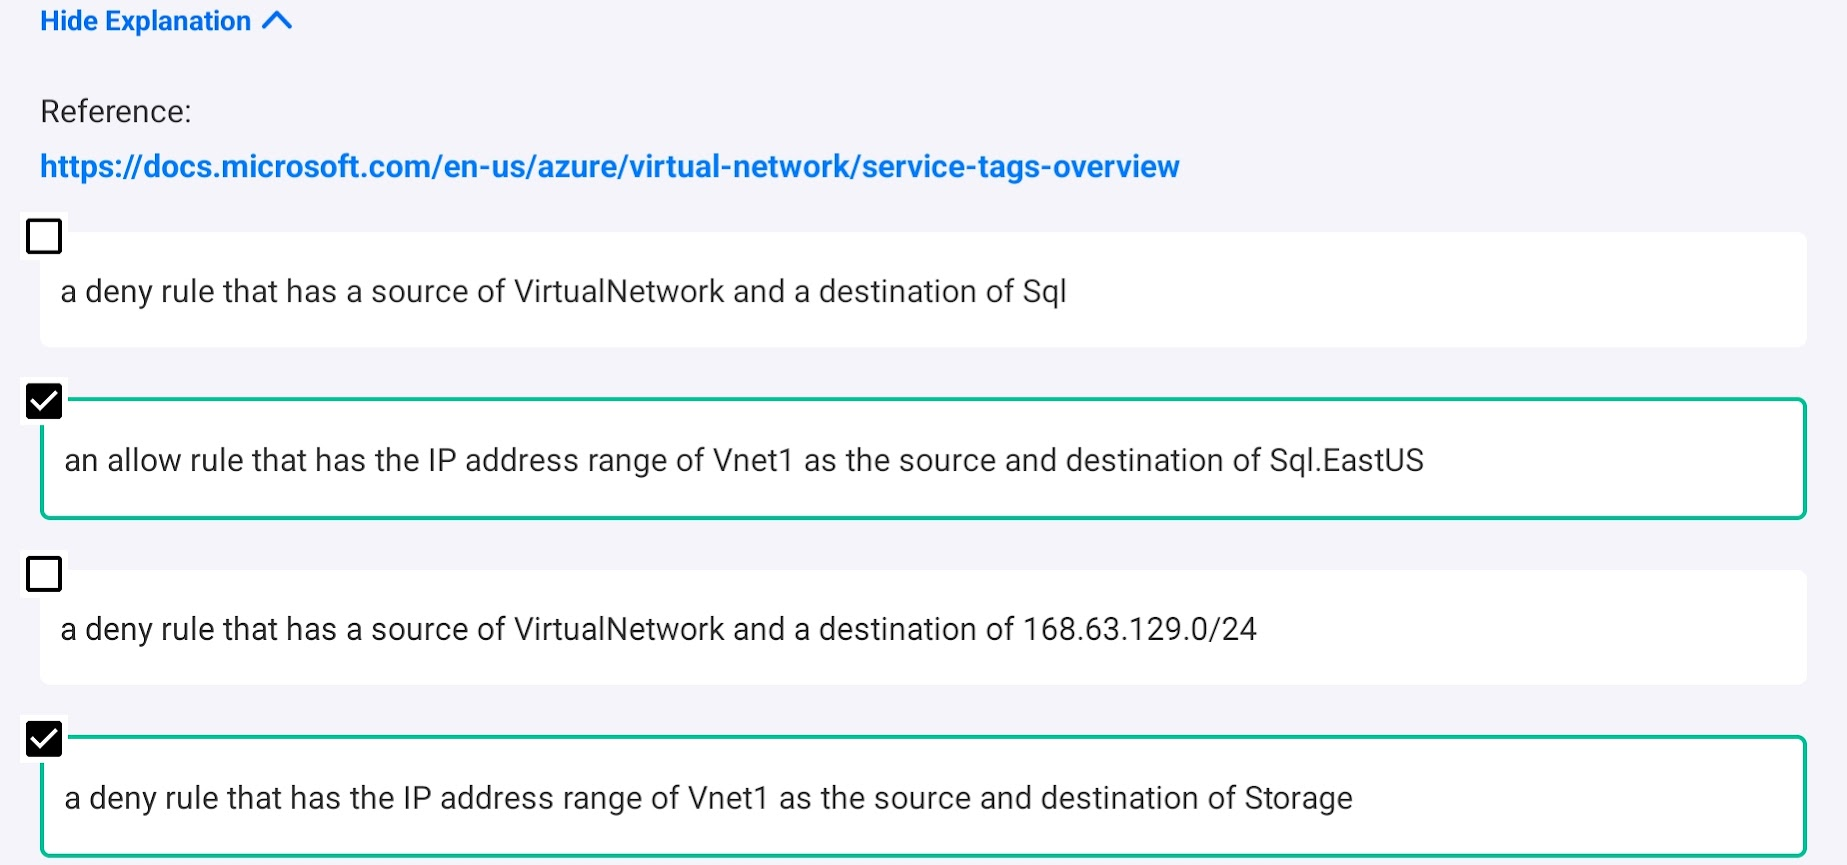 Hide Explanation
Reference:
https://docs.microsoft.com/en-us/azure/virtual-network/service-tags-overview
a deny rule that has a source of VirtualNetwork and a destination of Sql
an allow rule that has the IP address range of Vnet1 as the source and destination of Sql.EastUS
a deny rule that has a source of VirtualNetwork and a destination of 168.63.129.0/24
a deny rule that has the IP address range of Vnet1 as the source and destination of Storage